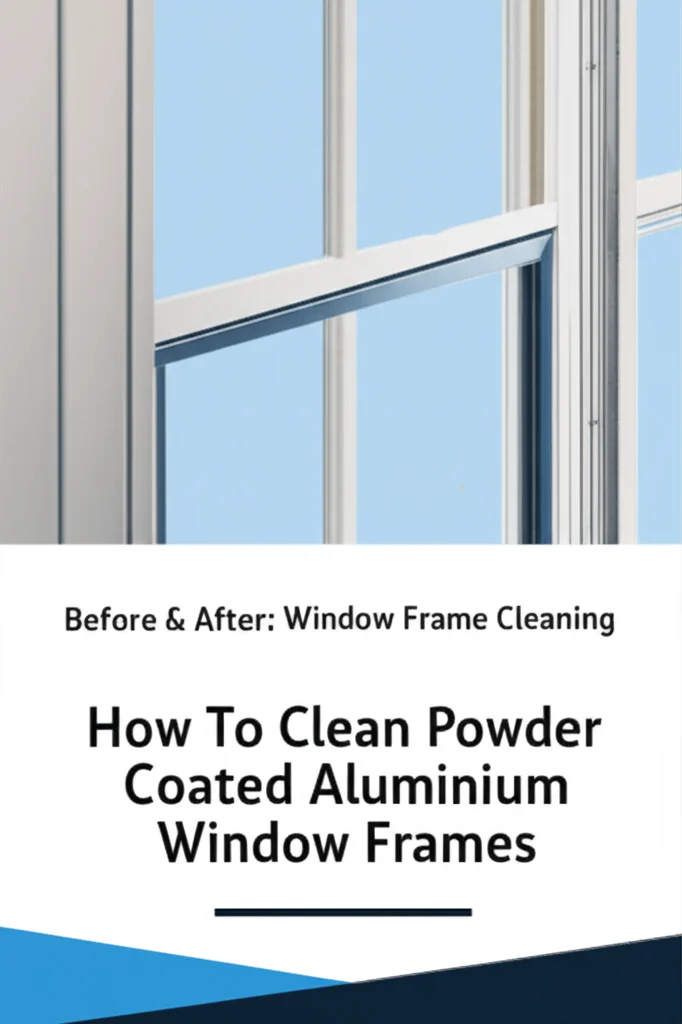 Before & After: Window Frame Cleaning
How To Clean Powder
Coated Aluminium
Window Frames